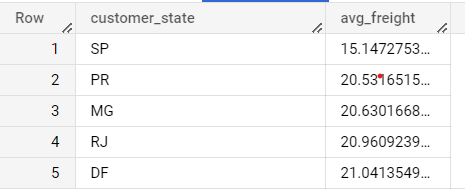 Row customer_state avg_freight
1 SP 15.1472753...
2 PR 20.5316515...
3 MG 20.6301668...
4 RJ 20.9609239...
5 DF 21.0413549...